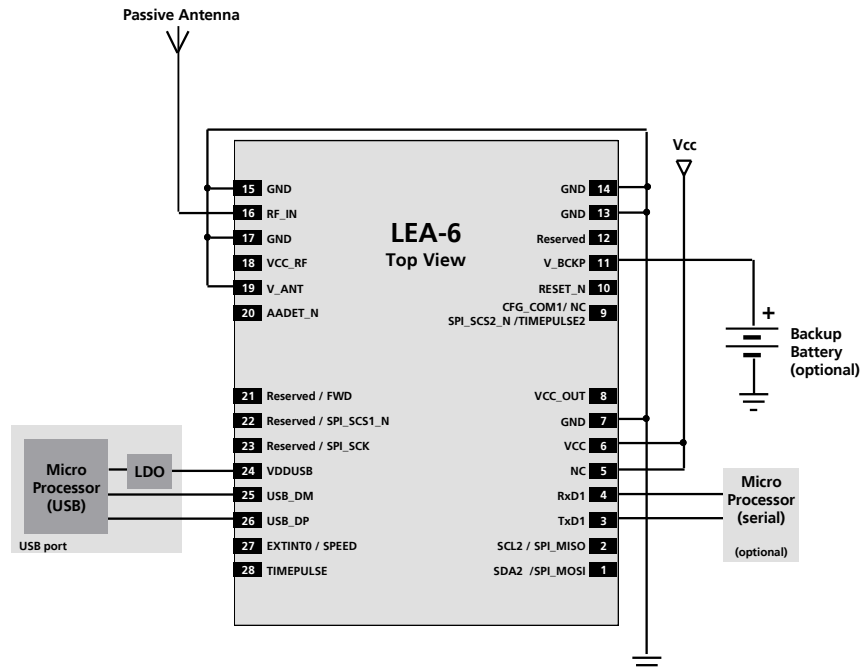 Passive Antenna
Vcc
LEA-6
Top View
15 GND
16 RF_IN
17 GND
18 VCC_RF
19 V_ANT
20 AADET_N
21 Reserved / FWD
22 Reserved / SPI_SCS1_N
23 Reserved / SPI_SCK
24 VDDUSB
25 USB_DM
26 USB_DP
27 EXTINT0 / SPEED
28 TIMEPULSE
GND 14
GND 13
Reserved 12
V_BCKP 11
RESET_N 10
CFG_COM1/ NC
SPI_SCS2_N /TIMEPULSE2 9
VCC_OUT 8
GND 7
VCC 6
NC 5
RxD1 4
TxD1 3
SCL2 / SPI_MISO 2
SDA2 /SPI_MOSI 1
+
Backup
Battery
(optional)
Micro
Processor
(USB)
LDO
USB port
Micro
Processor
(serial)
(optional)